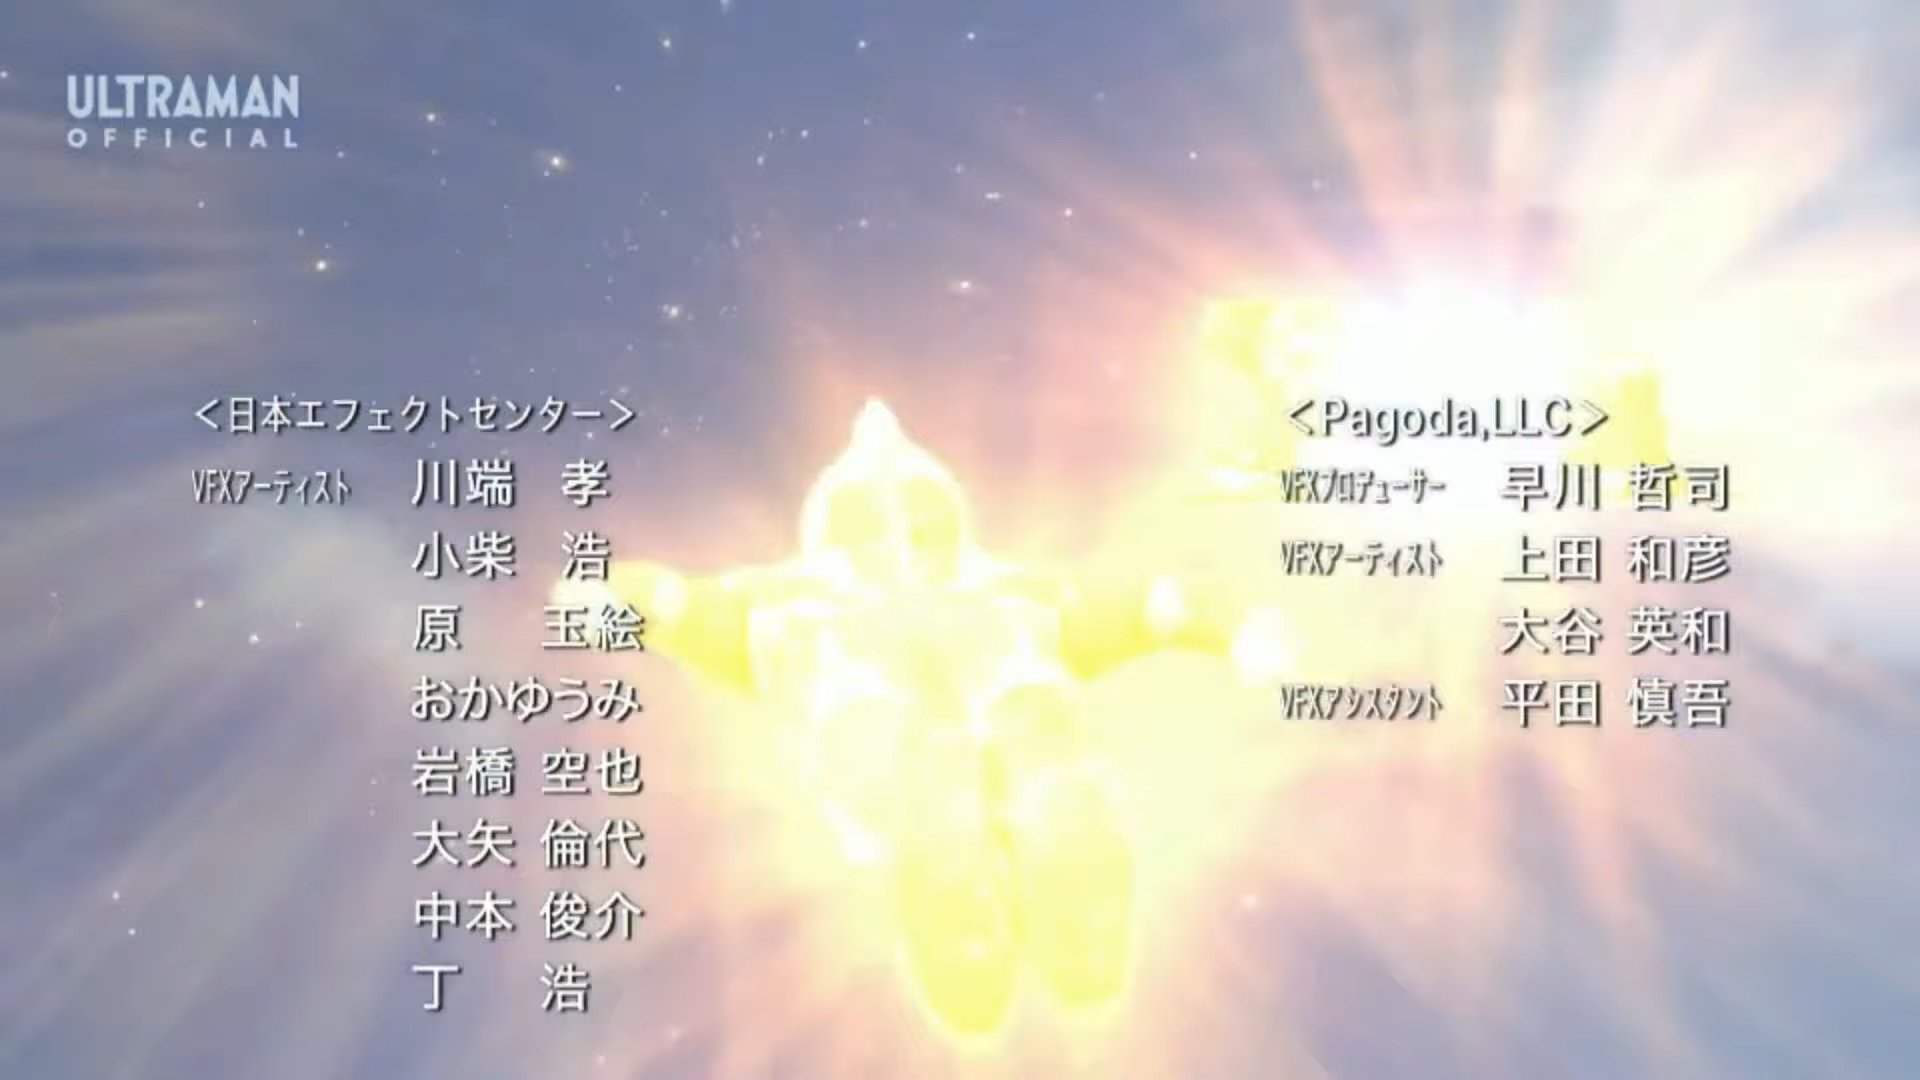 ULTRAMAN
OFFICIAL
＜日本エフェクトセンター＞
VFXアーティスト 川端 孝
小柴 浩
原 玉絵
おかゆうみ
岩橋 空也
大矢 倫代
中本 俊介
丁 浩
＜Pagoda,LLC＞
VFXプロデューサー 早川 哲司
VFXアーティスト 上田 和彦
大谷 英和
VFXアシスタント 平田 慎吾